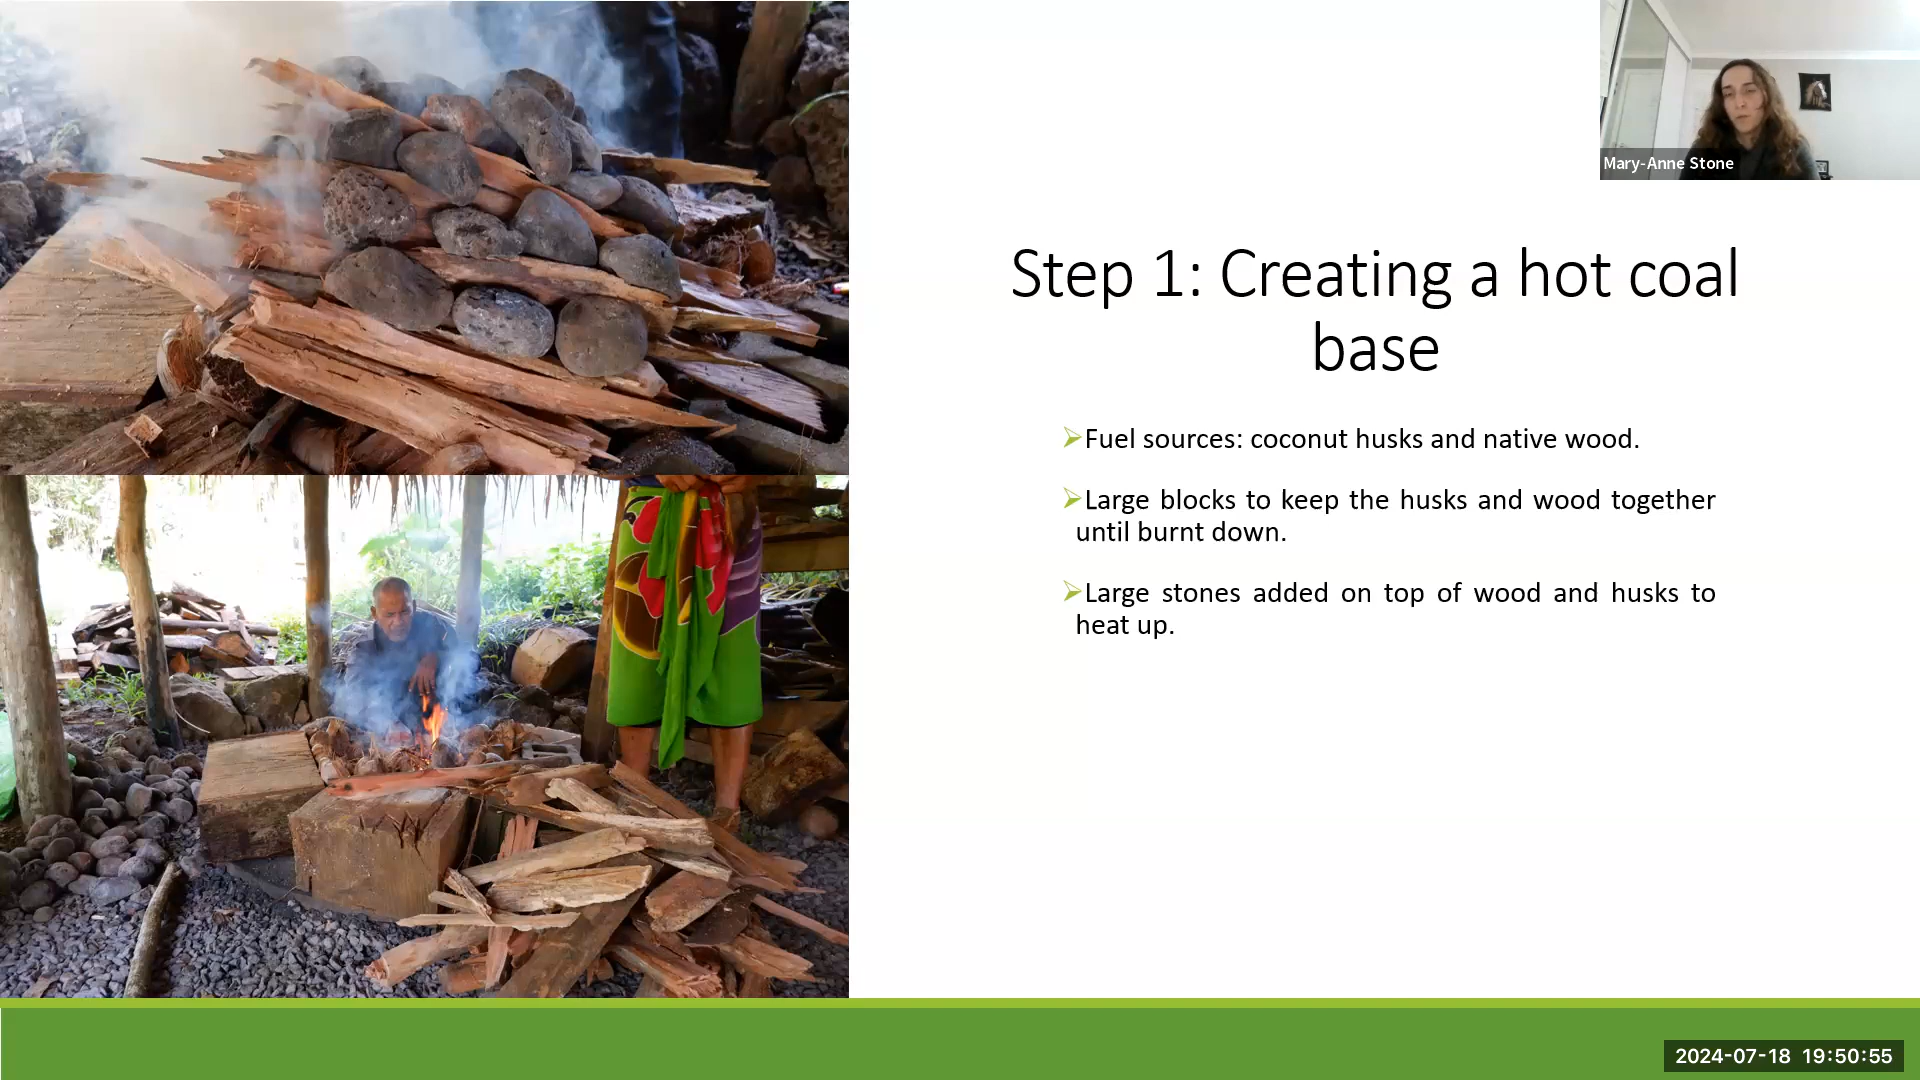 Mary-Anne Stone
Step 1: Creating a hot coal
base
➢Fuel sources: coconut husks and native wood.
➢Large blocks to keep the husks and wood together
until burnt down.
➢Large stones added on top of wood and husks to
heat up.
2024-07-18 19:50:55